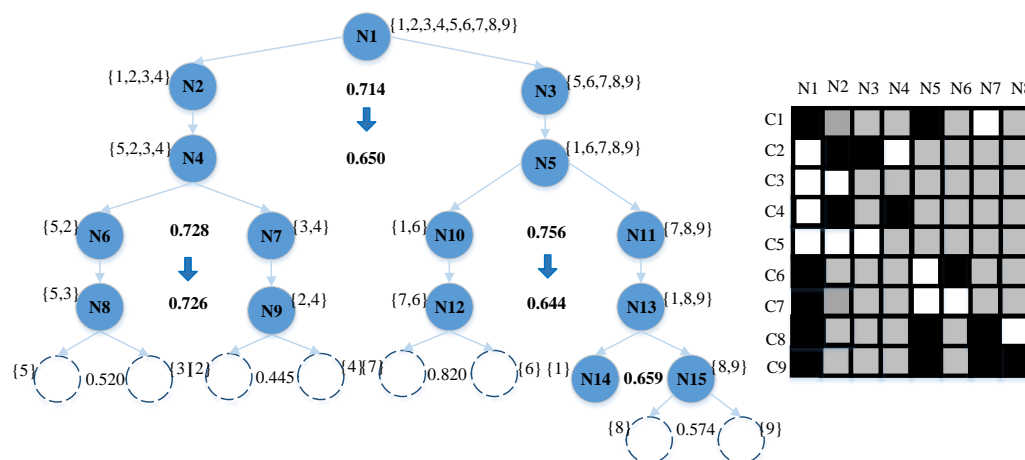 N1 {1,2,3,4,5,6,7,8,9}
{1,2,3,4} N2 0.714 N3 {5,6,7,8,9}
{5,2,3,4} N4 0.650 N5 {1,6,7,8,9}
{5,2} N6 0.728 N7 {3,4} {1,6} N10 0.756 N11 {7,8,9}
{5,3} N8 0.726 N9 {2,4} {7,6} N12 0.644 N13 {1,8,9}
{5} 0.520 {3} {2} 0.445 {4} {7} 0.820 {6} {1} N14 0.659 N15 {8,9}
{8} 0.574 {9}
N1 N2 N3 N4 N5 N6 N7 N8
C1
C2
C3
C4
C5
C6
C7
C8
C9